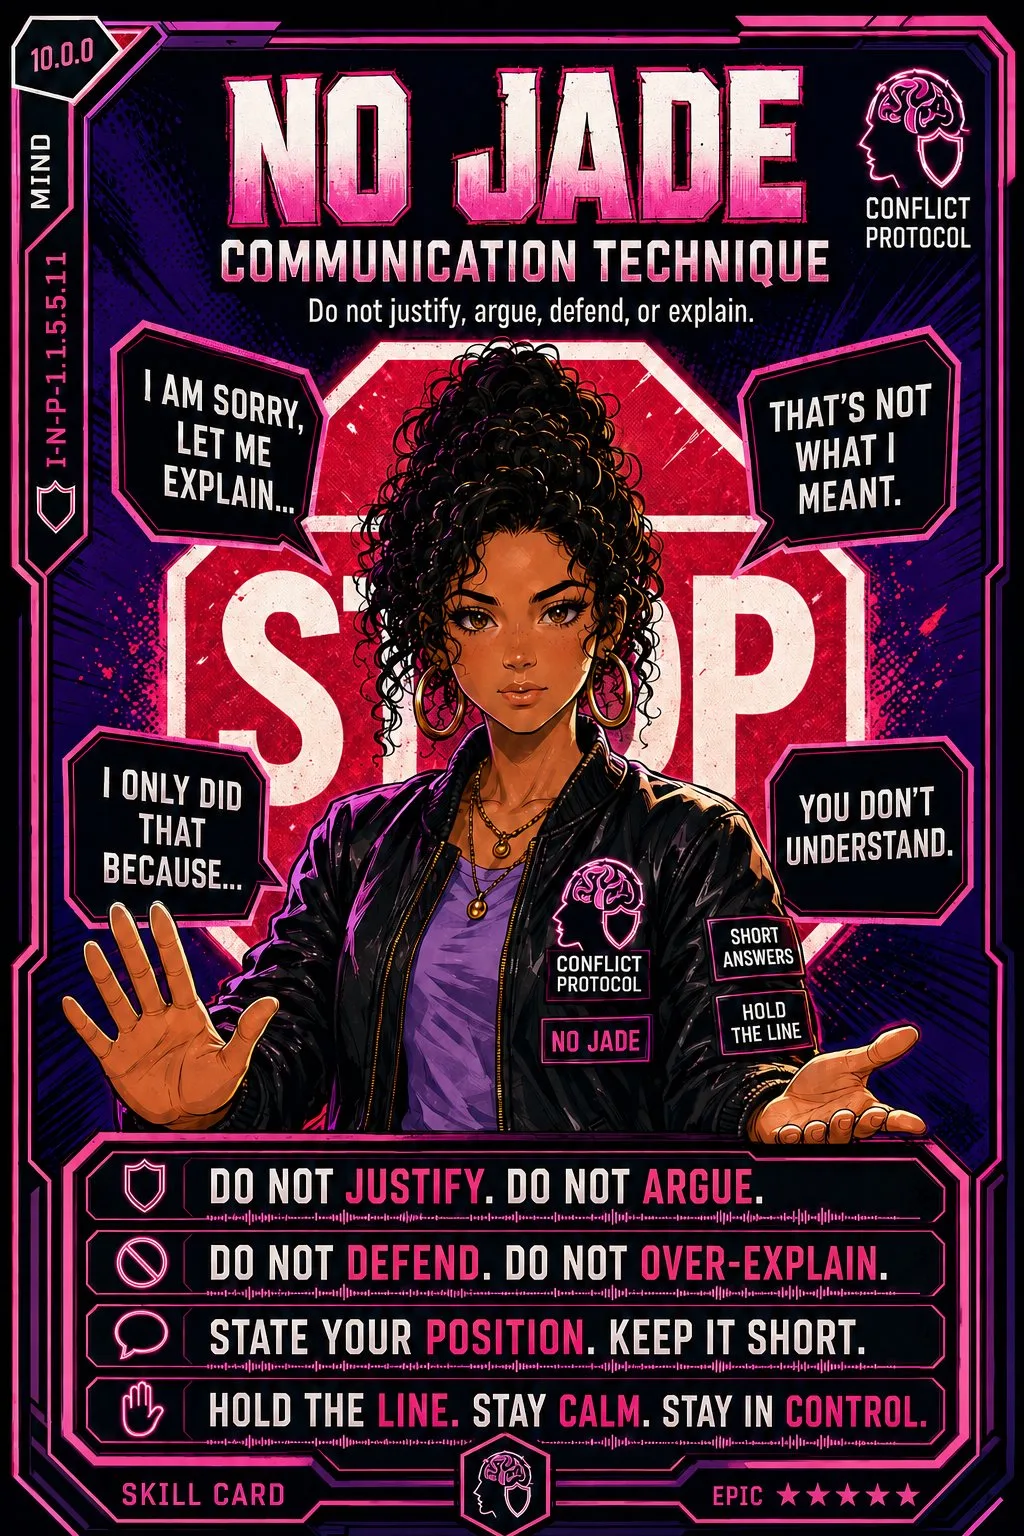 10.0.0
MIND
I-N-P-1.1.5.5.11
NO JADE
COMMUNICATION TECHNIQUE
Do not justify, argue, defend, or explain.
CONFLICT
PROTOCOL
I AM SORRY,
LET ME
EXPLAIN...
THAT'S NOT
WHAT I
MEANT.
STOP
I ONLY DID
THAT
BECAUSE...
YOU DON'T
UNDERSTAND.
CONFLICT
PROTOCOL
NO JADE
SHORT
ANSWERS
HOLD
THE LINE
DO NOT JUSTIFY. DO NOT ARGUE.
DO NOT DEFEND. DO NOT OVER-EXPLAIN.
STATE YOUR POSITION. KEEP IT SHORT.
HOLD THE LINE. STAY CALM. STAY IN CONTROL.
SKILL CARD
EPIC ★★★★★